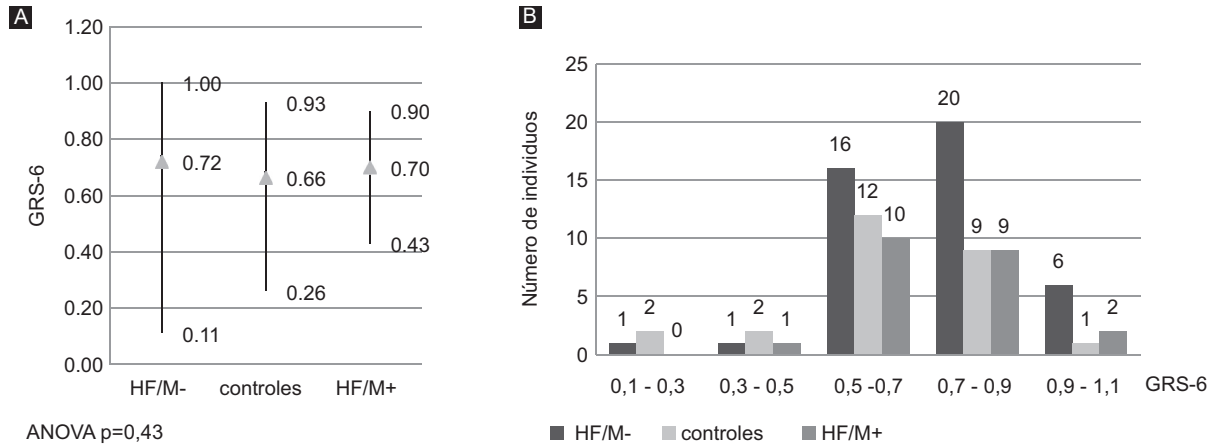 A
1.20
1.00
0.80
0.60
0.40
0.20
0.00
GRS-6
1.00
0.72
0.11
0.93
0.66
0.26
0.90
0.70
0.43
HF/M- controles HF/M+
ANOVA p=0,43
B
25
20
15
10
5
0
Número de individuos
1 2 0
1 2 1
16 12 10
20 9 9
6 1 2
0,1 - 0,3 0,3 - 0,5 0,5 -0,7 0,7 - 0,9 0,9 - 1,1 GRS-6
HF/M- controles HF/M+